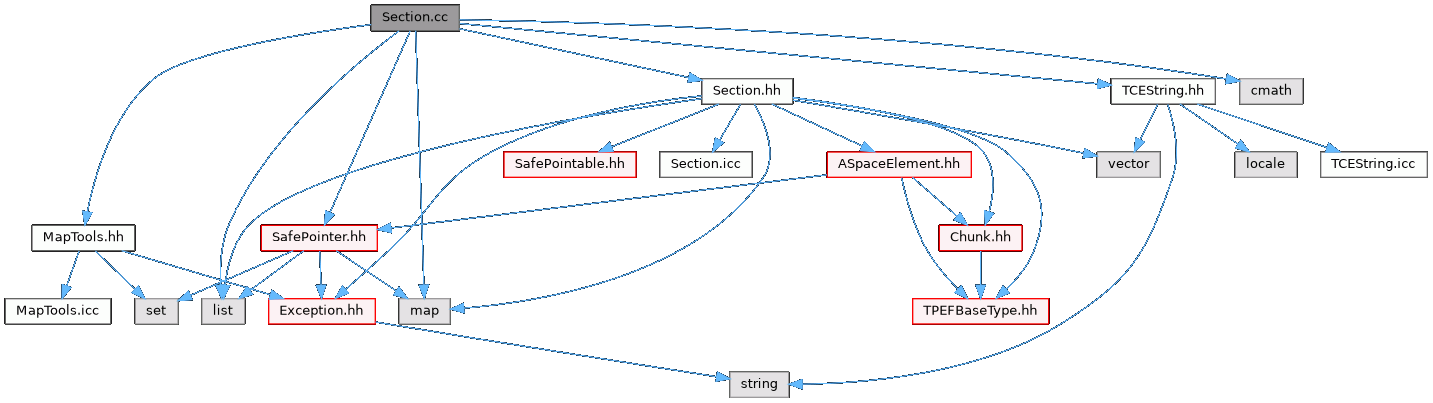 Section.cc
Section.hh
TCEString.hh
cmath
SafePointable.hh
Section.icc
ASpaceElement.hh
vector
locale
TCEString.icc
MapTools.hh
SafePointer.hh
Chunk.hh
MapTools.icc
set
list
Exception.hh
map
TPEFBaseType.hh
string